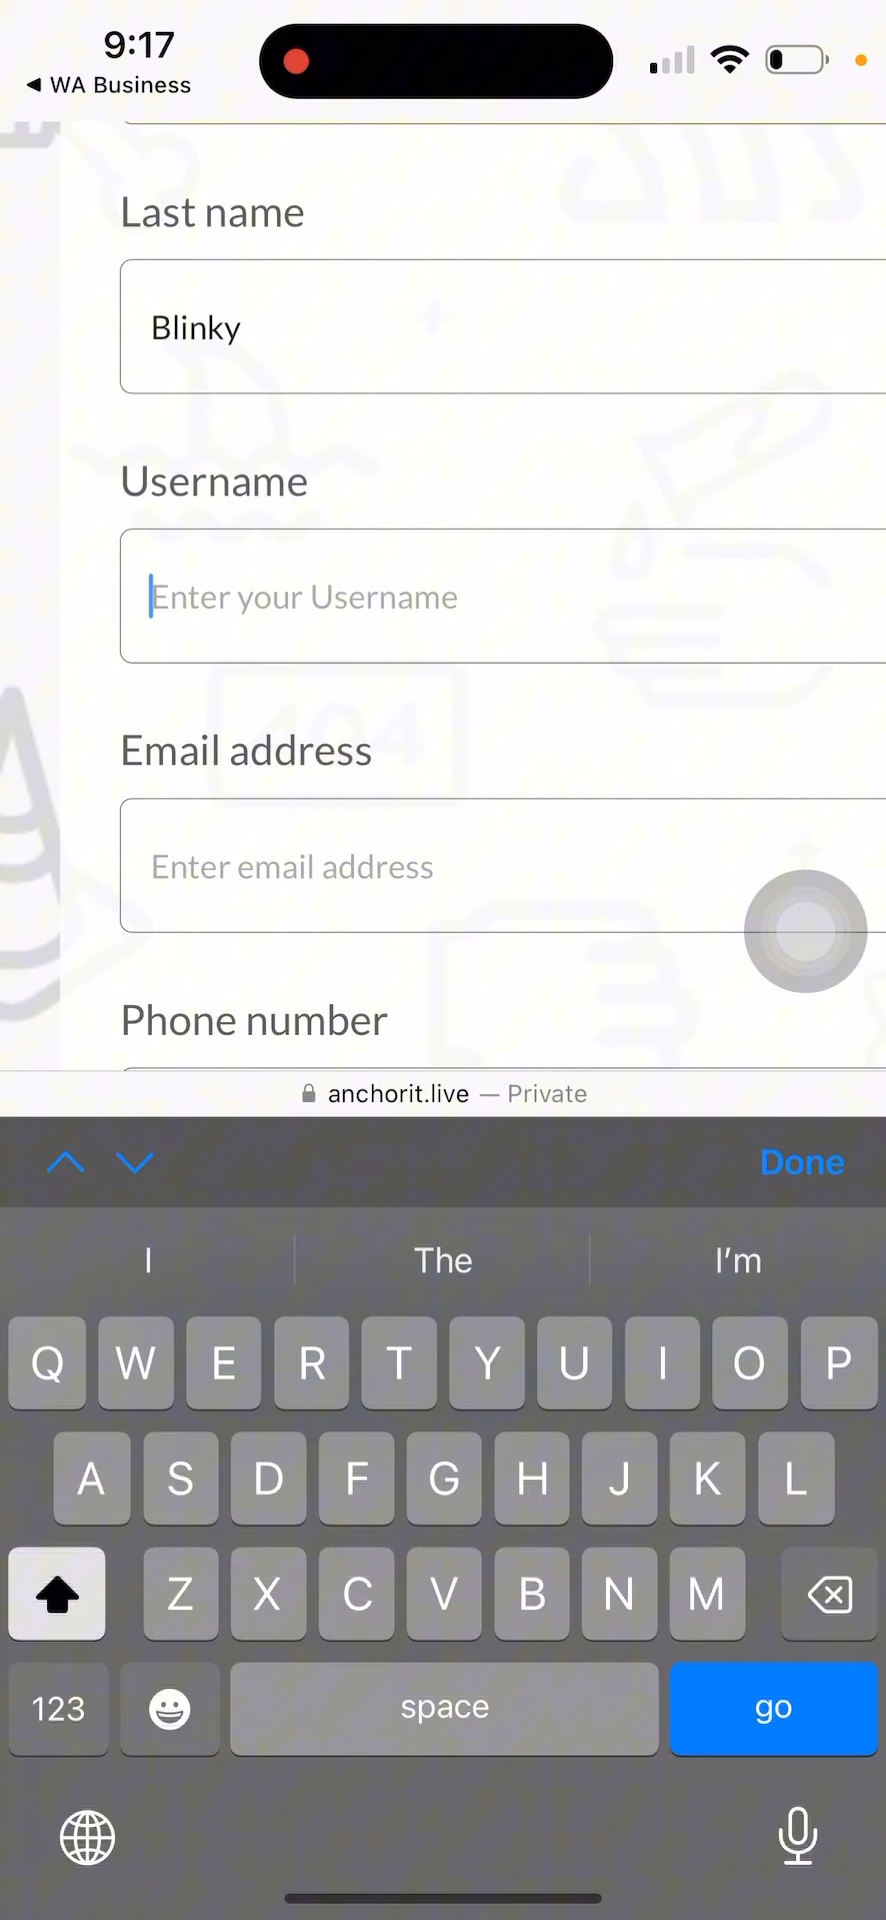 9:17
◀ WA Business
Last name
Blinky
Username
Enter your Username
404
Email address
Enter email address
Phone number
anchorit.live — Private
Done
I The I’m
Q W E R T Y U I O P
A S D F G H J K L
Z X C V B N M
123 space go